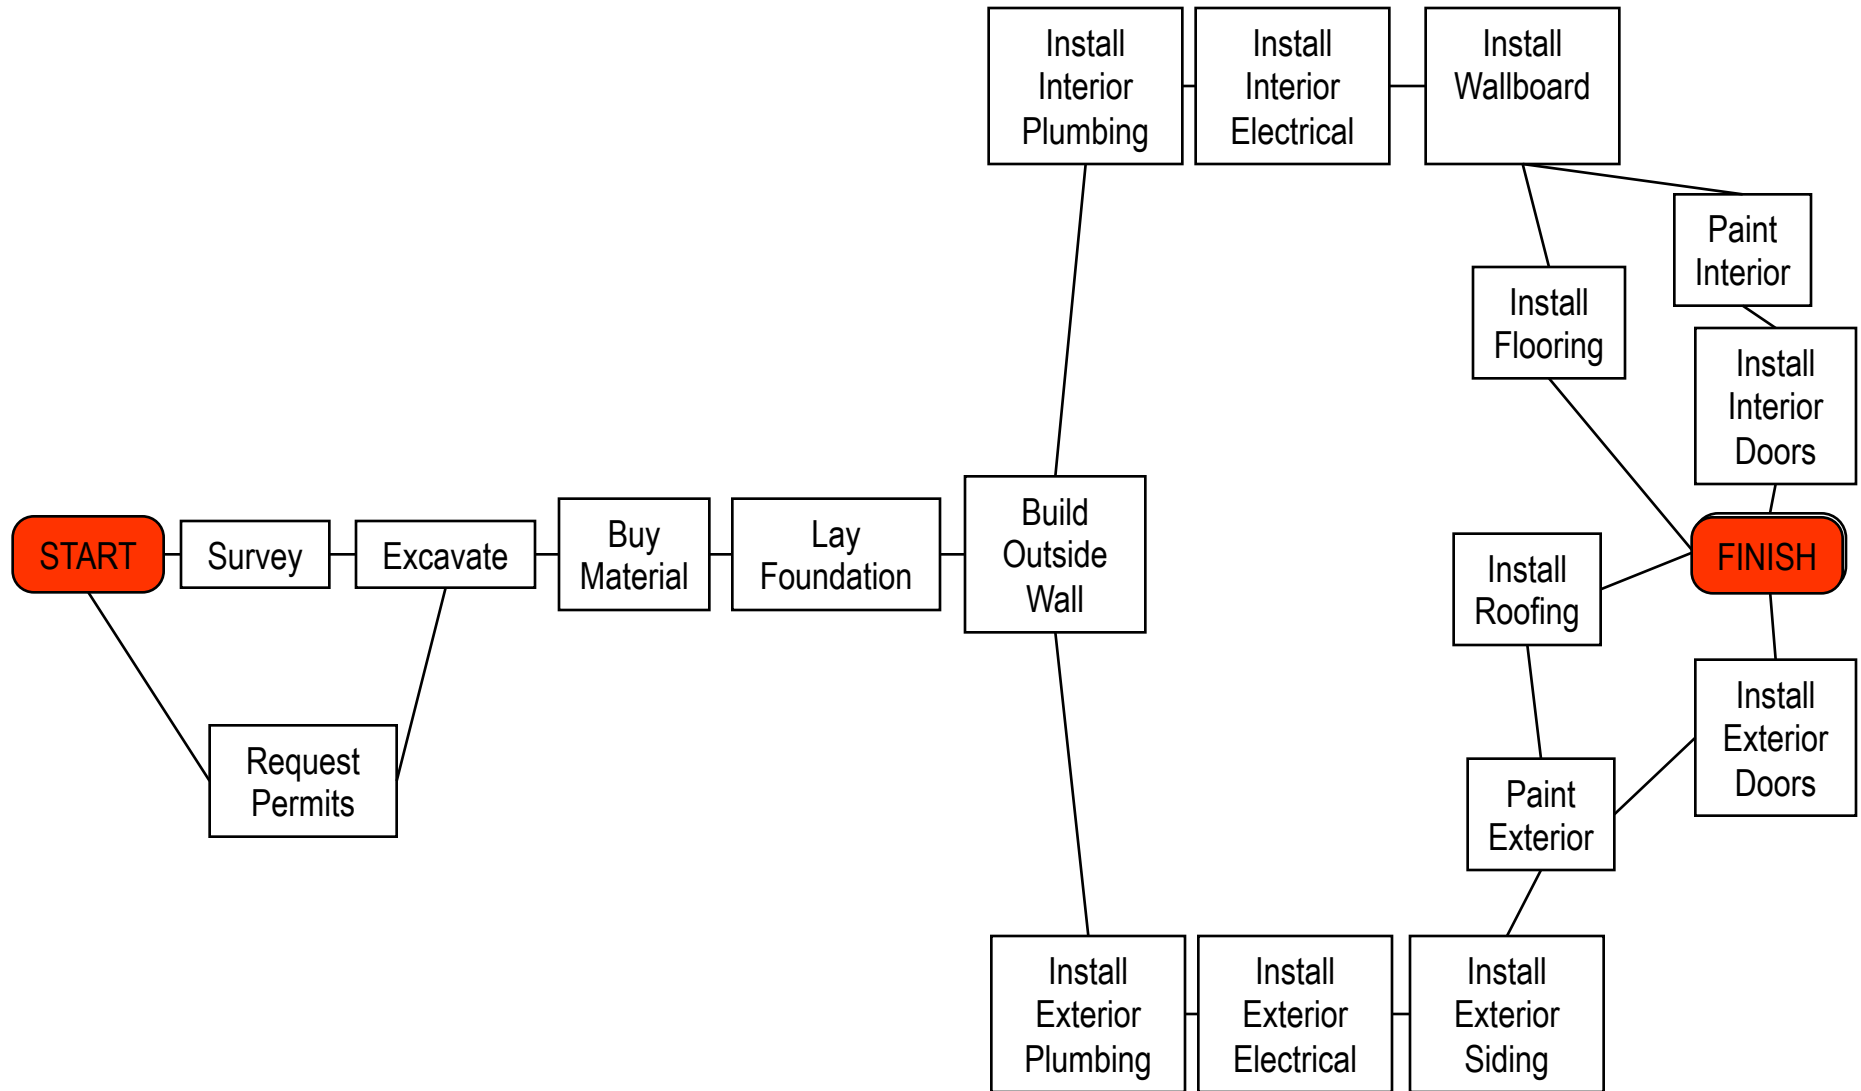 Install
Interior
Plumbing
Install
Interior
Electrical
Install
Wallboard
Paint
Interior
Install
Flooring
Install
Interior
Doors
START
Survey
Excavate
Buy
Material
Lay
Foundation
Build
Outside
Wall
Install
Roofing
FINISH
Request
Permits
Paint
Exterior
Install
Exterior
Doors
Install
Exterior
Plumbing
Install
Exterior
Electrical
Install
Exterior
Siding